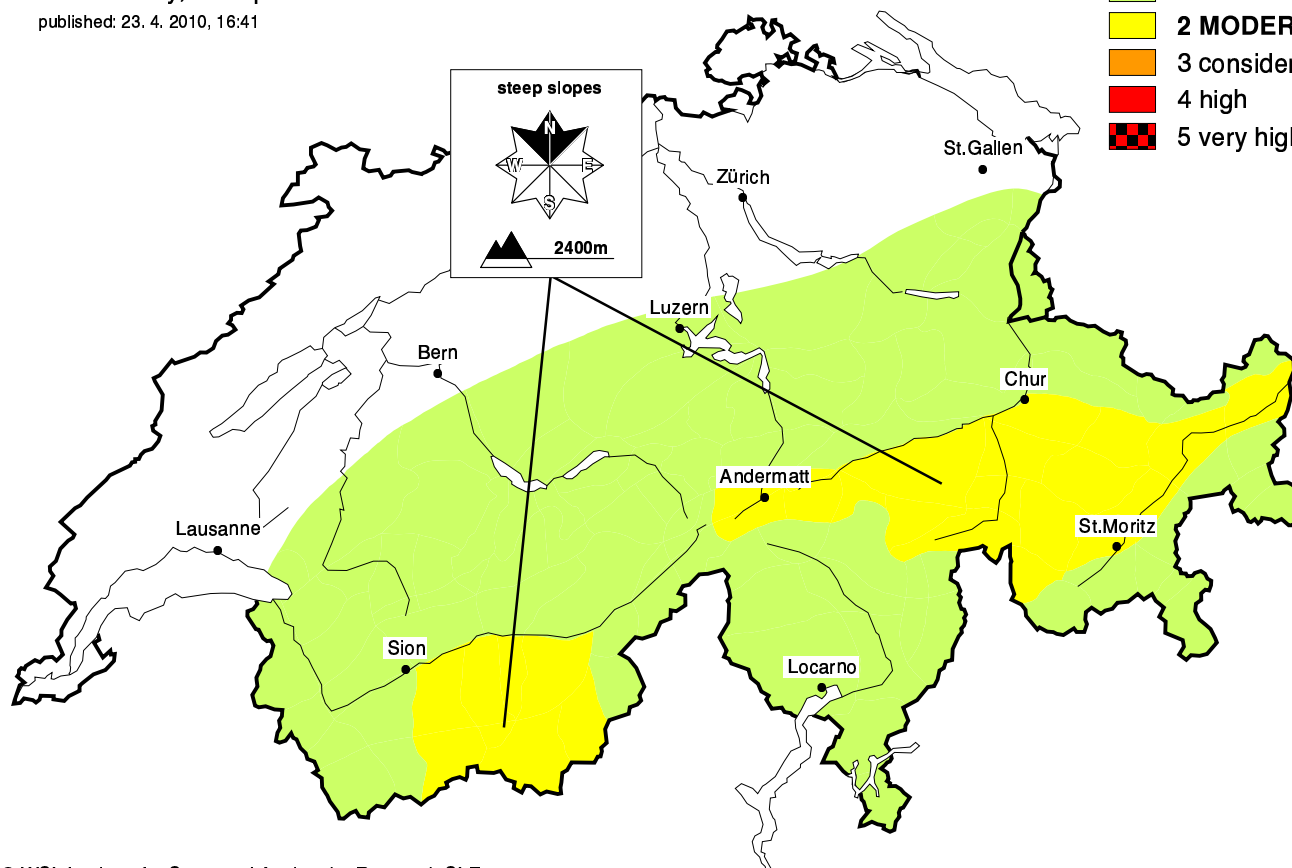 published: 23. 4. 2010, 16:41
2 MODER
3 consider
4 high
5 very high
steep slopes
N
W E
S
2400m
St.Gallen
Zürich
Luzern
Bern
Chur
Andermatt
Lausanne
St.Moritz
Sion
Locarno